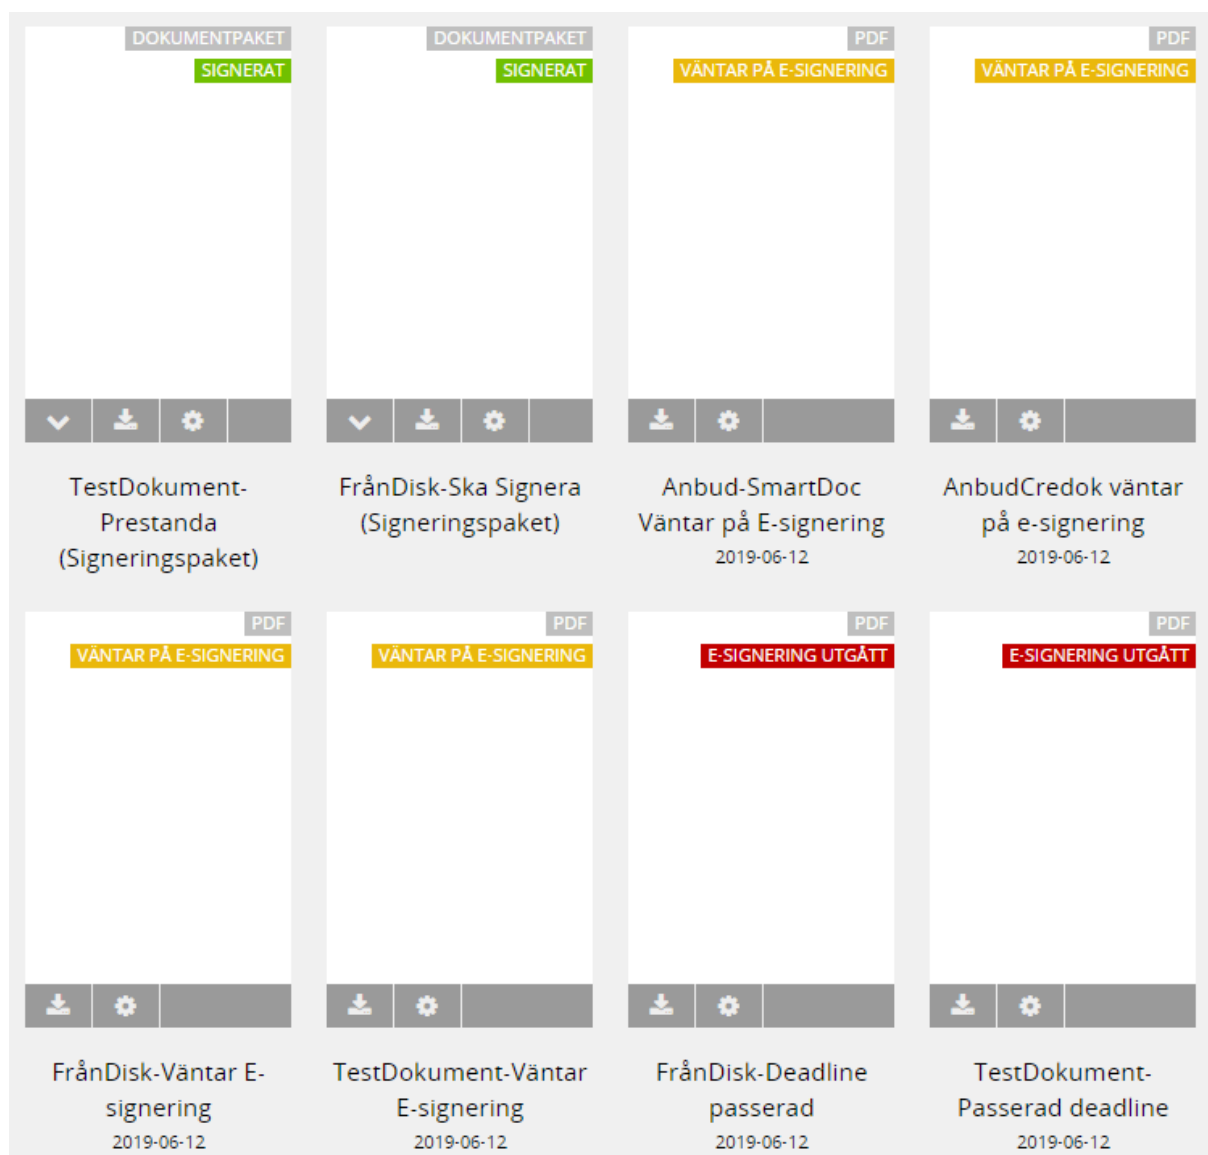 DOKUMENTPAKET
SIGNERAT
TestDokument-
Prestanda
(Signeringspaket)
DOKUMENTPAKET
SIGNERAT
FrånDisk-Ska Signera
(Signeringspaket)
PDF
VÄNTAR PÅ E-SIGNERING
Anbud-SmartDoc
Väntar på E-signering
2019-06-12
PDF
VÄNTAR PÅ E-SIGNERING
AnbudCredok väntar
på e-signering
2019-06-12
PDF
VÄNTAR PÅ E-SIGNERING
FrånDisk-Väntar E-
signering
2019-06-12
PDF
VÄNTAR PÅ E-SIGNERING
TestDokument-Väntar
E-signering
2019-06-12
PDF
E-SIGNERING UTGÅTT
FrånDisk-Deadline
passerad
2019-06-12
PDF
E-SIGNERING UTGÅTT
TestDokument-
Passerad deadline
2019-06-12